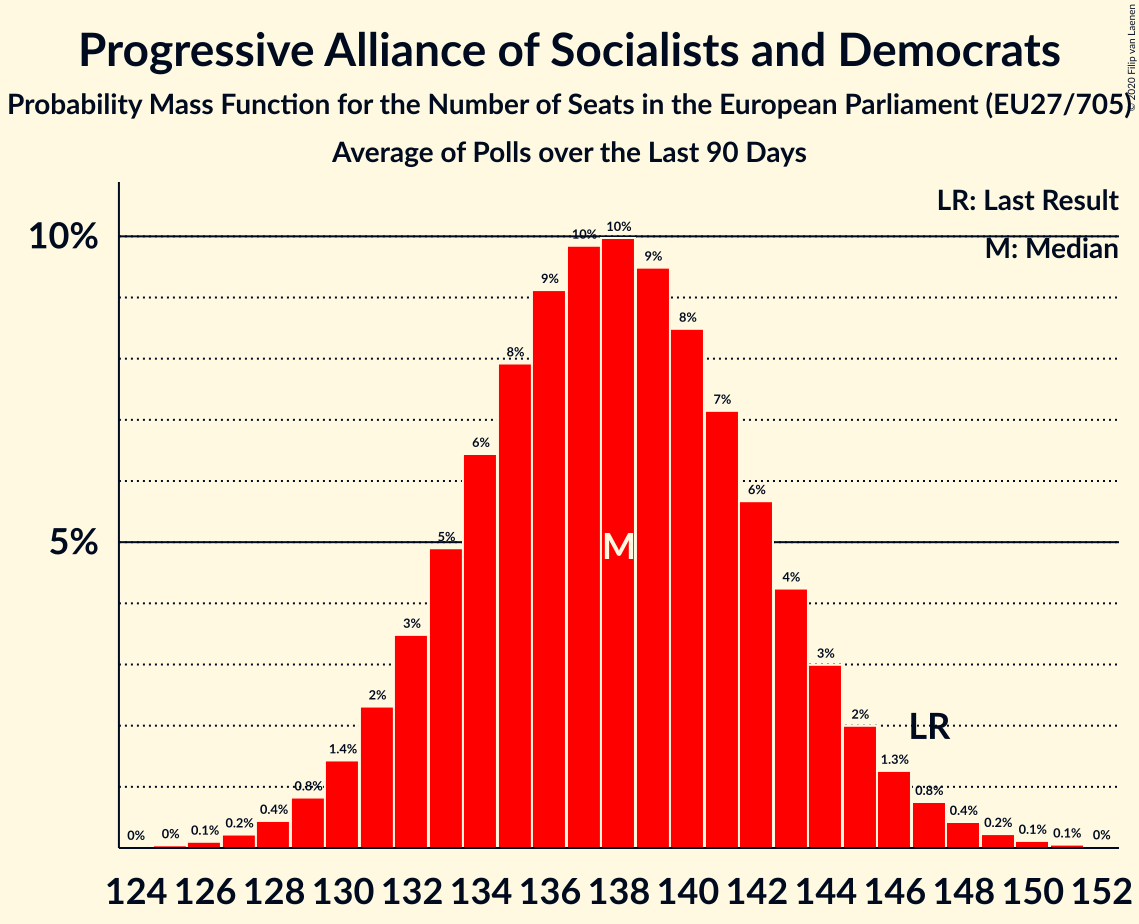 Progressive Alliance of Socialists and Democrats
Probability Mass Function for the Number of Seats in the European Parliament (EU27/705)
Average of Polls over the Last 90 Days
© 2020 Filip van Laenen
LR: Last Result
M: Median
10%
5%
0% 0% 0.1% 0.2% 0.4% 0.8% 1.4% 2% 3% 5% 6% 8% 9% 10% 10% 9% 8% 7% 6% 4% 3% 2% 1.3% 0.8% 0.4% 0.2% 0.1% 0.1% 0%
M
LR
124 126 128 130 132 134 136 138 140 142 144 146 148 150 152